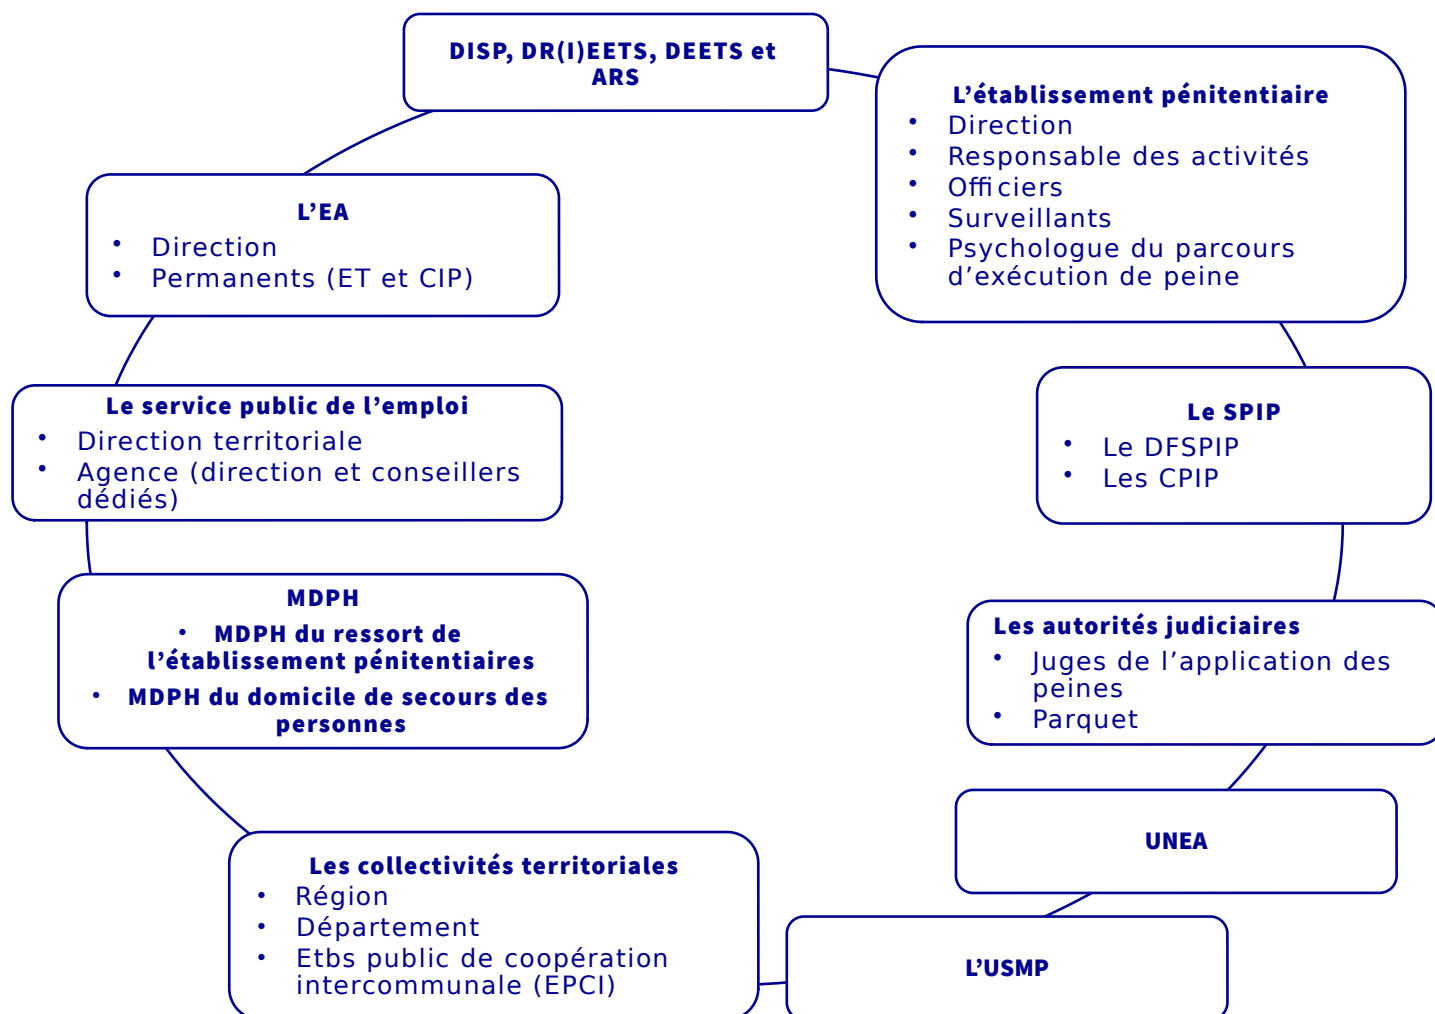 DISP, DR(I)EETS, DEETS et
ARS
L’établissement pénitentiaire
• Direction
• Responsable des activités
• Officiers
• Surveillants
• Psychologue du parcours
d’exécution de peine
L’EA
• Direction
• Permanents (ET et CIP)
Le SPIP
• Le DFSPIP
• Les CPIP
Le service public de l’emploi
• Direction territoriale
• Agence (direction et conseillers
dédiés)
MDPH
• MDPH du ressort de
l’établissement pénitentiaires
• MDPH du domicile de secours des
personnes
Les autorités judiciaires
• Juges de l’application des
peines
• Parquet
UNEA
Les collectivités territoriales
• Région
• Département
• Etbs public de coopération
intercommunale (EPCI)
L’USMP